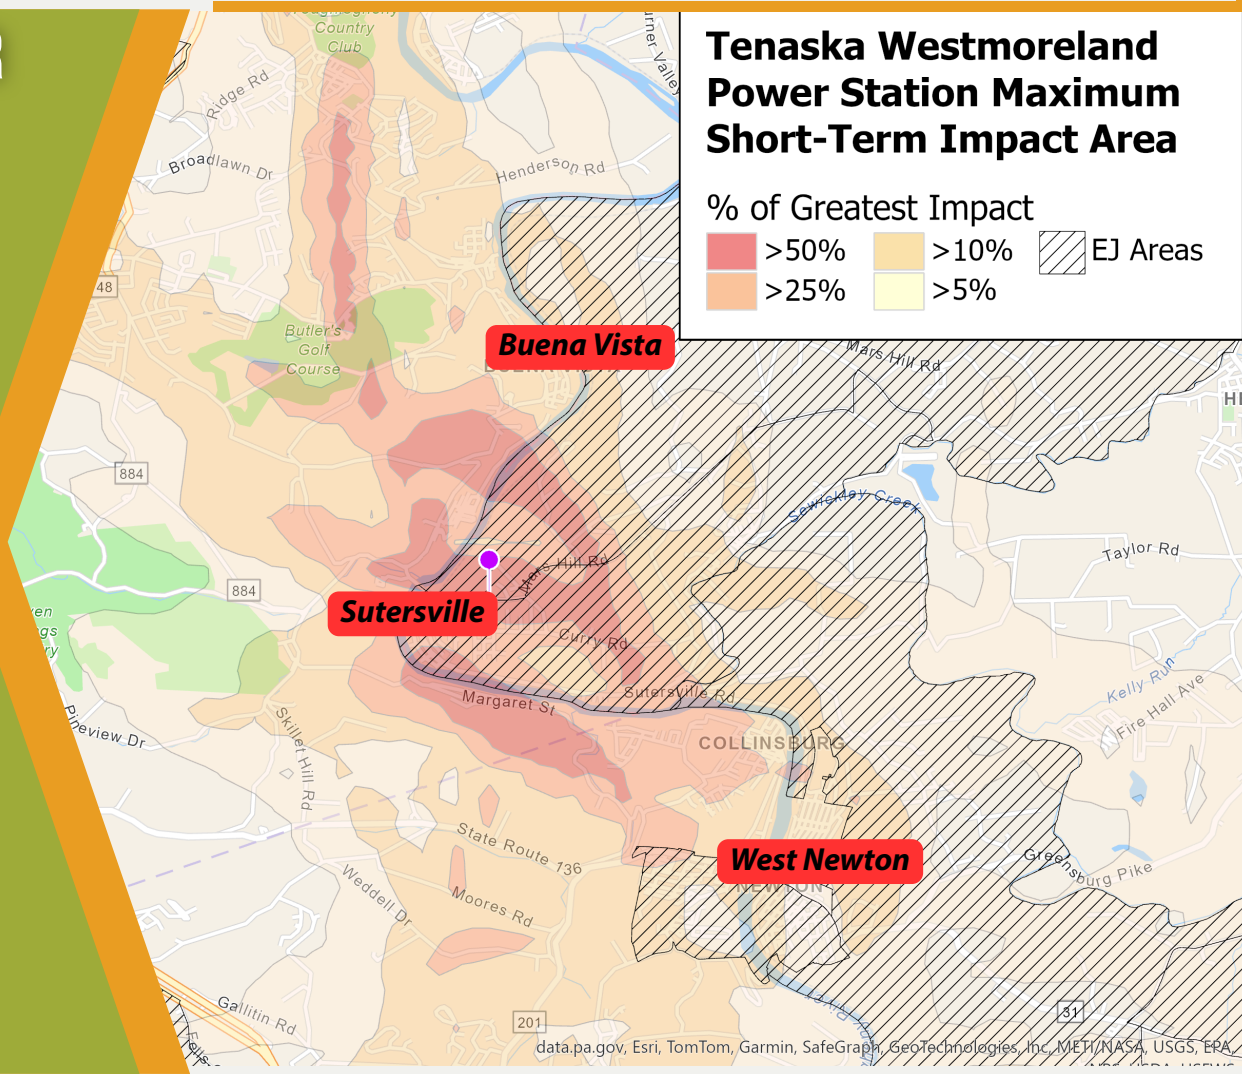 Tenaska Westmoreland
Power Station Maximum
Short-Term Impact Area
% of Greatest Impact
>50%
>10%
EJ Areas
>25%
>5%
Country
Club
Ridge Rd
Broadlawn Dr
Henderson Rd
48
Butler's
Golf
Course
Buena Vista
Mars Hill Rd
884
Sewickley Creek
Taylor Rd
Mars Hill Rd
884
Sutersville
Curry Rd
Sutersville Rd
Margaret St
Kelly Run
Fire Hall Ave
Pineview Dr
Skillet Hill Rd
COLLINSBURG
State Route 136
West Newton
NEWTON
Greensburg Pike
Weddell Dr
Moores Rd
Gallitin Rd
201
31
River
data.pa.gov, Esri, TomTom, Garmin, SafeGraph, GeoTechnologies, Inc, METI/NASA, USGS, EPA,